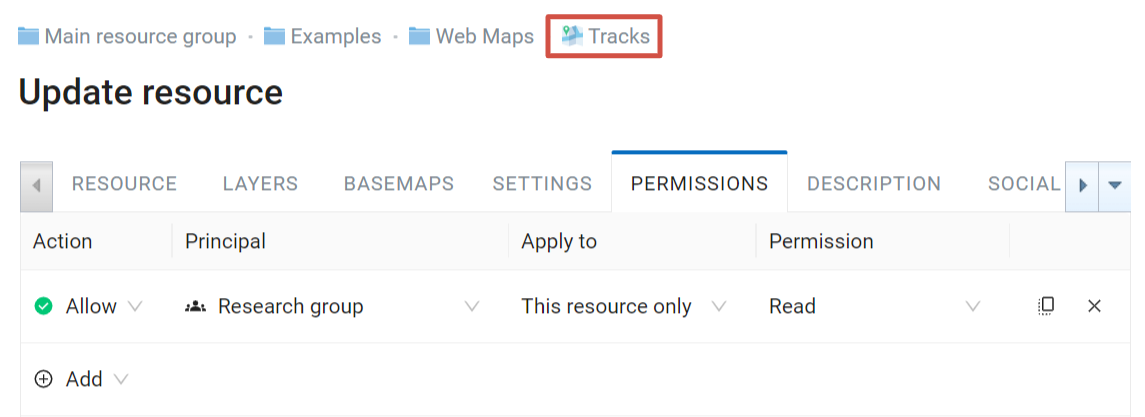 Main resource group • Examples • Web Maps Tracks
Update resource
RESOURCE LAYERS BASEMAPS SETTINGS PERMISSIONS DESCRIPTION SOCIAL
Action Principal Apply to Permission
Allow Research group This resource only Read
Add